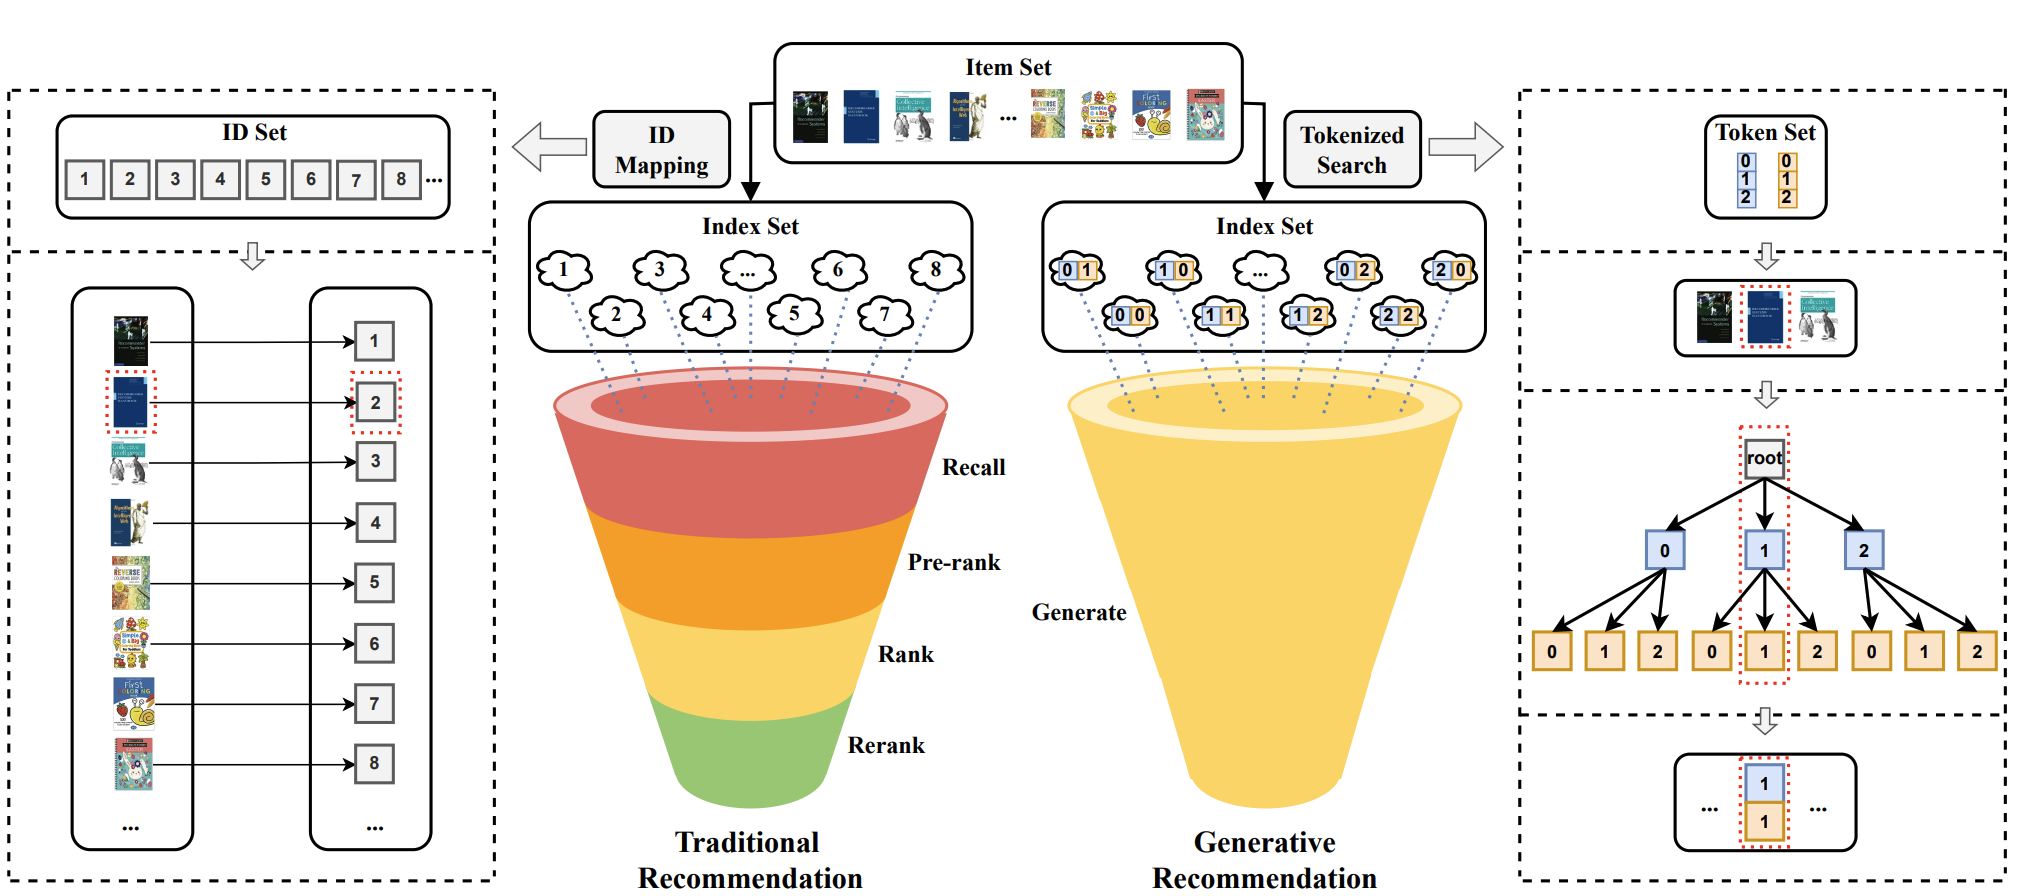 Item Set
...
ID
Mapping
Tokenized
Search
ID Set
1 2 3 4 5 6 7 8 ...
1
2
3
4
5
6
7
8
...
...
Index Set
1 3 ... 6 8
2 4 5 7
Recall
Pre-rank
Rank
Rerank
Traditional
Recommendation
Index Set
0 1 1 0 ... 0 2 2 0
0 0 1 1 1 2 2 2
Generate
Generative
Recommendation
Token Set
0 0
1 1
2 2
root
0 1 2
0 1 2 0 1 2 0 1 2
1
... ...
1